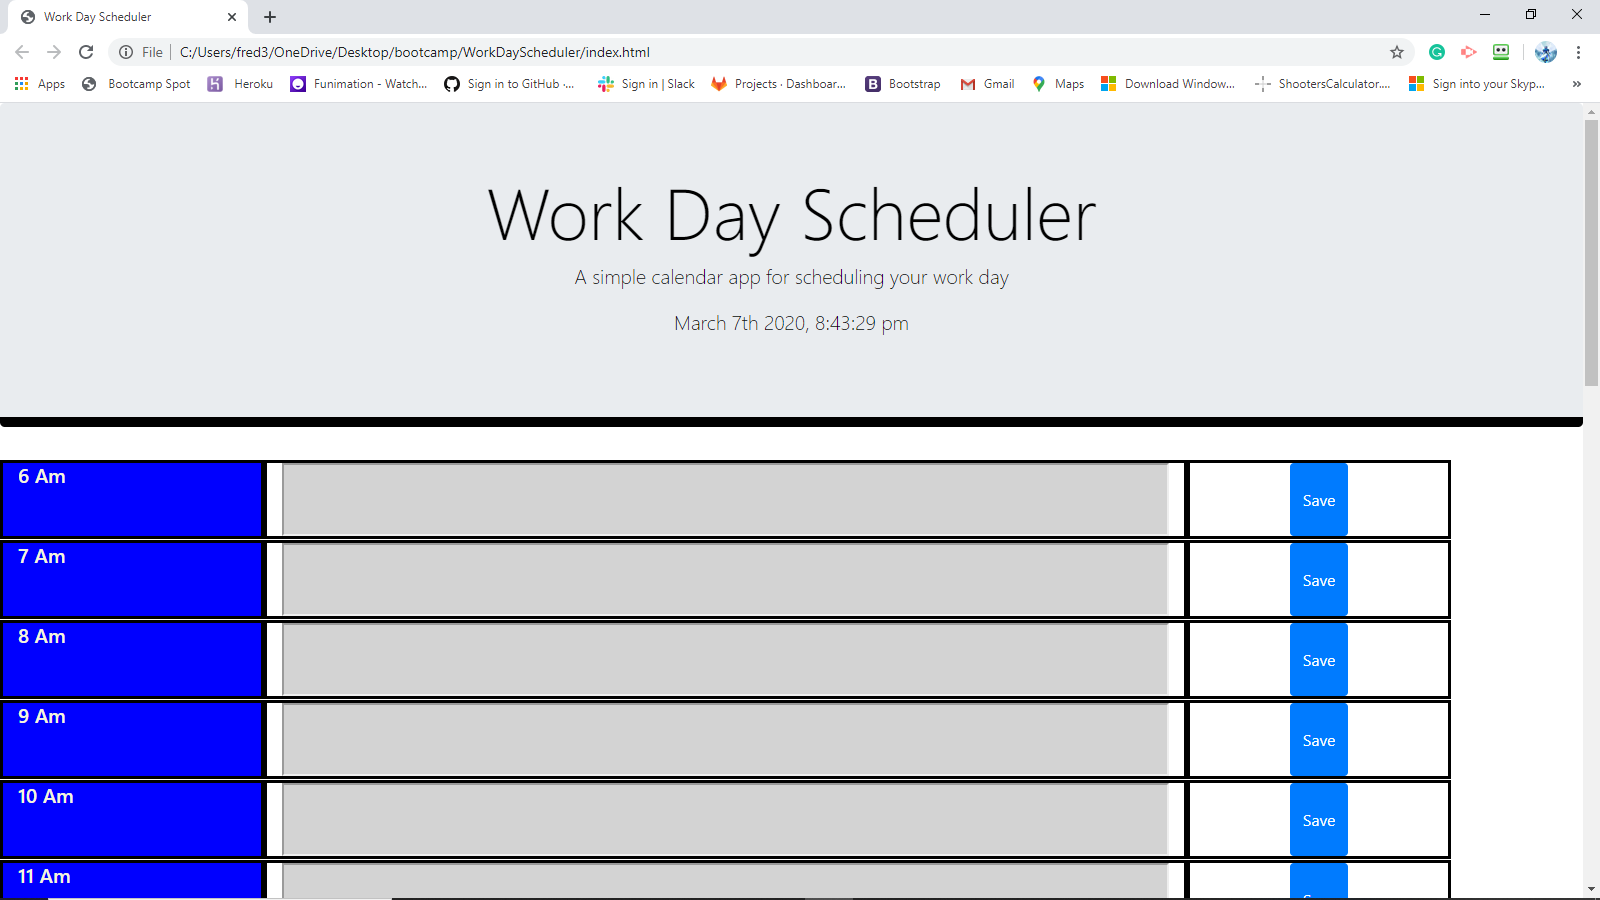 Work Day Scheduler
File C:/Users/fred3/OneDrive/Desktop/bootcamp/WorkDayScheduler/index.html
Apps Bootcamp Spot Heroku Funimation - Watch... Sign in to GitHub ·... Sign in | Slack Projects · Dashboar... Bootstrap Gmail Maps Download Window... ShootersCalculator.... Sign into your Skyp... »
Work Day Scheduler
A simple calendar app for scheduling your work day
March 7th 2020, 8:43:29 pm
6 Am Save
7 Am Save
8 Am Save
9 Am Save
10 Am Save
11 Am